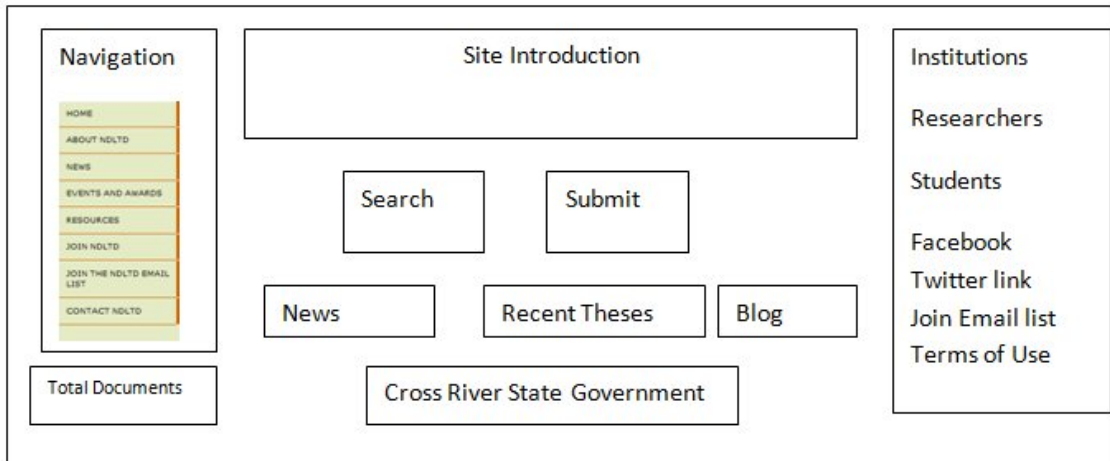 Navigation
HOME
ABOUT NDLTD
NEWS
EVENTS AND AWARDS
RESOURCES
JOIN NDLTD
JOIN THE NDLTD EMAIL
LIST
CONTACT NDLTD
Total Documents
Site Introduction
Search
Submit
News
Recent Theses
Blog
Cross River State Government
Institutions
Researchers
Students
Facebook
Twitter link
Join Email list
Terms of Use